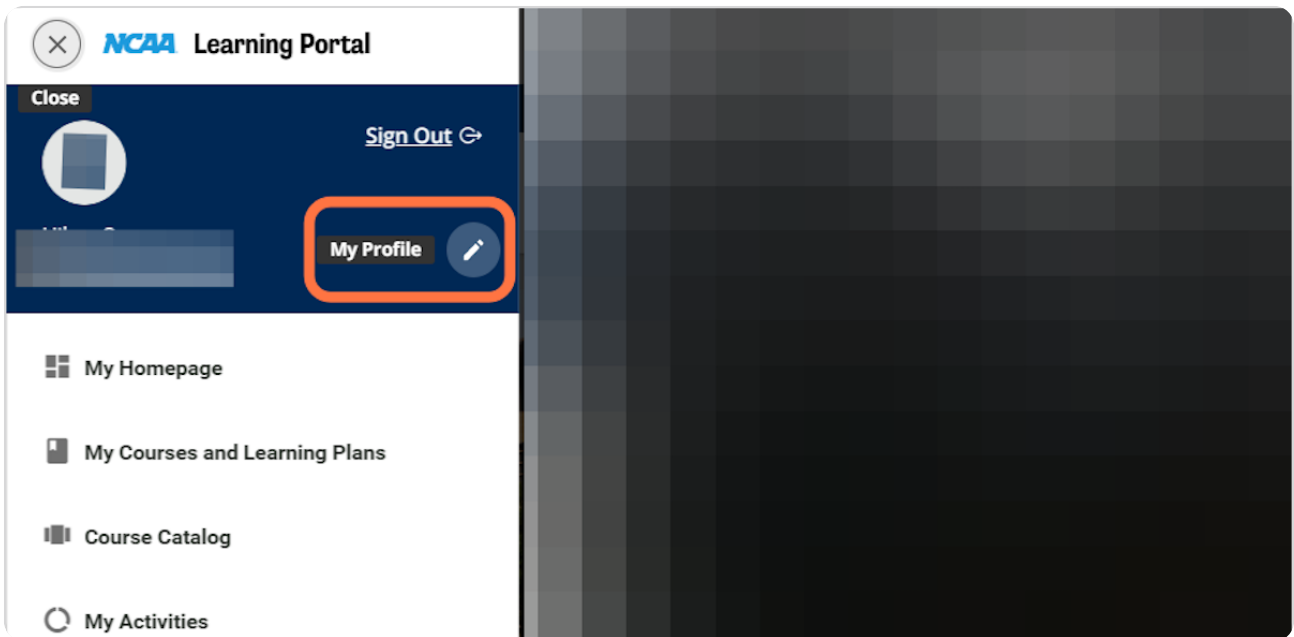 NCAA Learning Portal
Close
Sign Out
My Profile
My Homepage
My Courses and Learning Plans
Course Catalog
My Activities